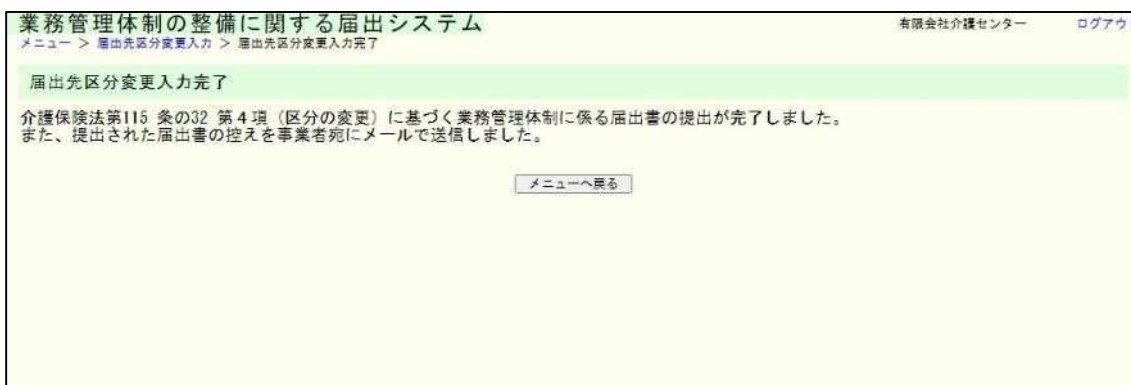 業務管理体制の整備に関する届出システム
有限会社介護センター
ログアウ
メニュー > 届出先区分変更入力 > 届出先区分変更入力完了
届出先区分変更入力完了
介護保険法第115 条の32 第４項（区分の変更）に基づく業務管理体制に係る届出書の提出が完了しました。
また、提出された届出書の控えを事業者宛にメールで送信しました。
メニューへ戻る